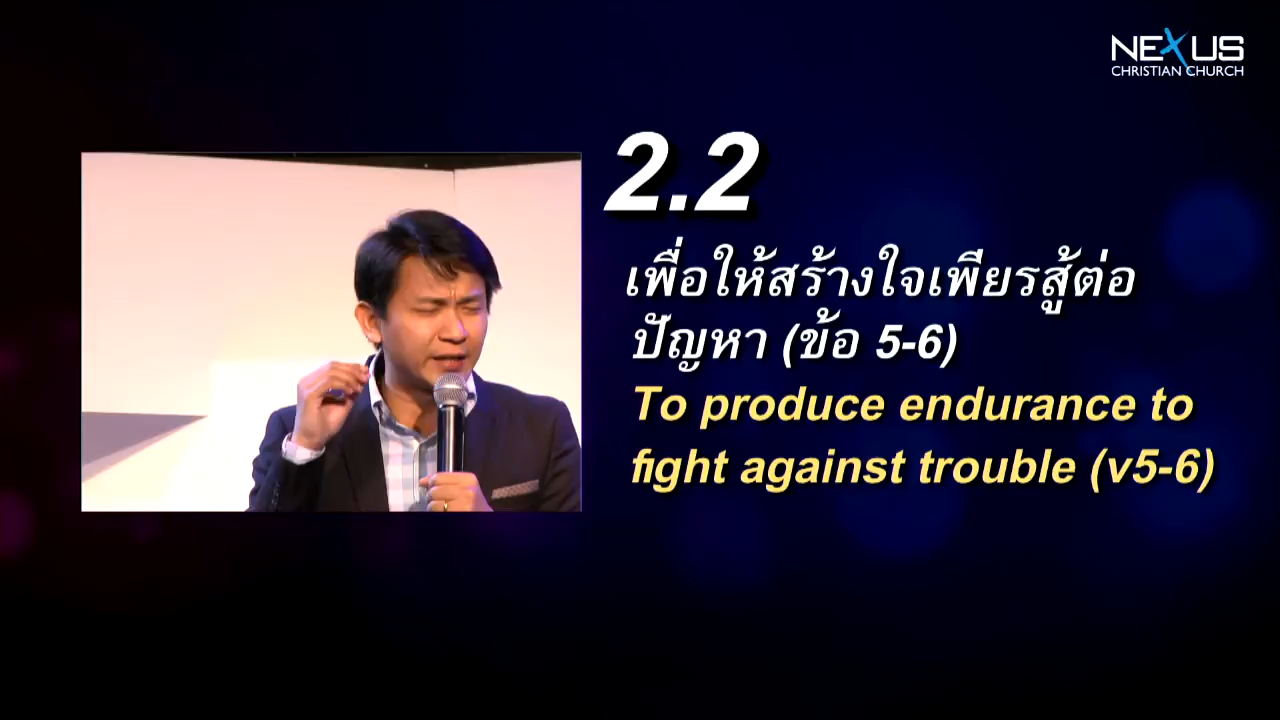 NEXUS
CHRISTIAN CHURCH
2.2
เพื่อให้สร้างใจเพียรสู้ต่อ
ปัญหา (ข้อ 5-6)
To produce endurance to
fight against trouble (v5-6)